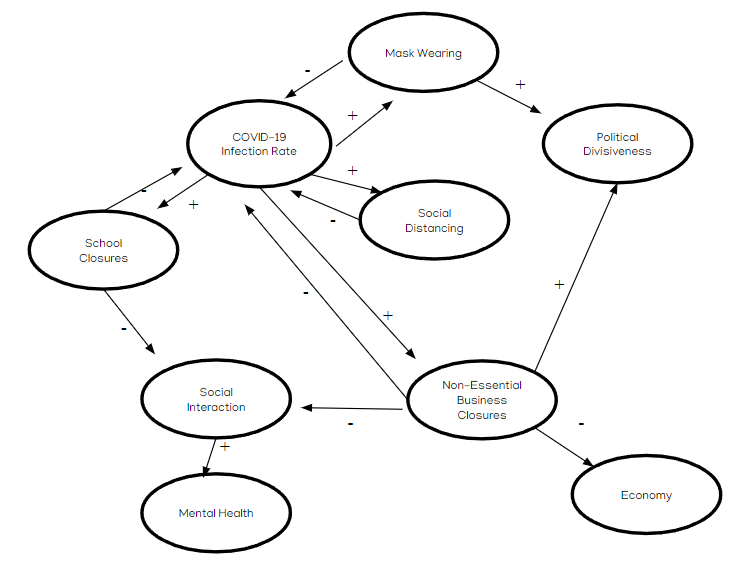 Mask Wearing
-
+
+
COVID-19
Infection Rate
Political
Divisiveness
+
-
+
-
Social
Distancing
School
Closures
+
-
+
-
Non-Essential
Business
Closures
Social
Interaction
-
-
+
Economy
Mental Health